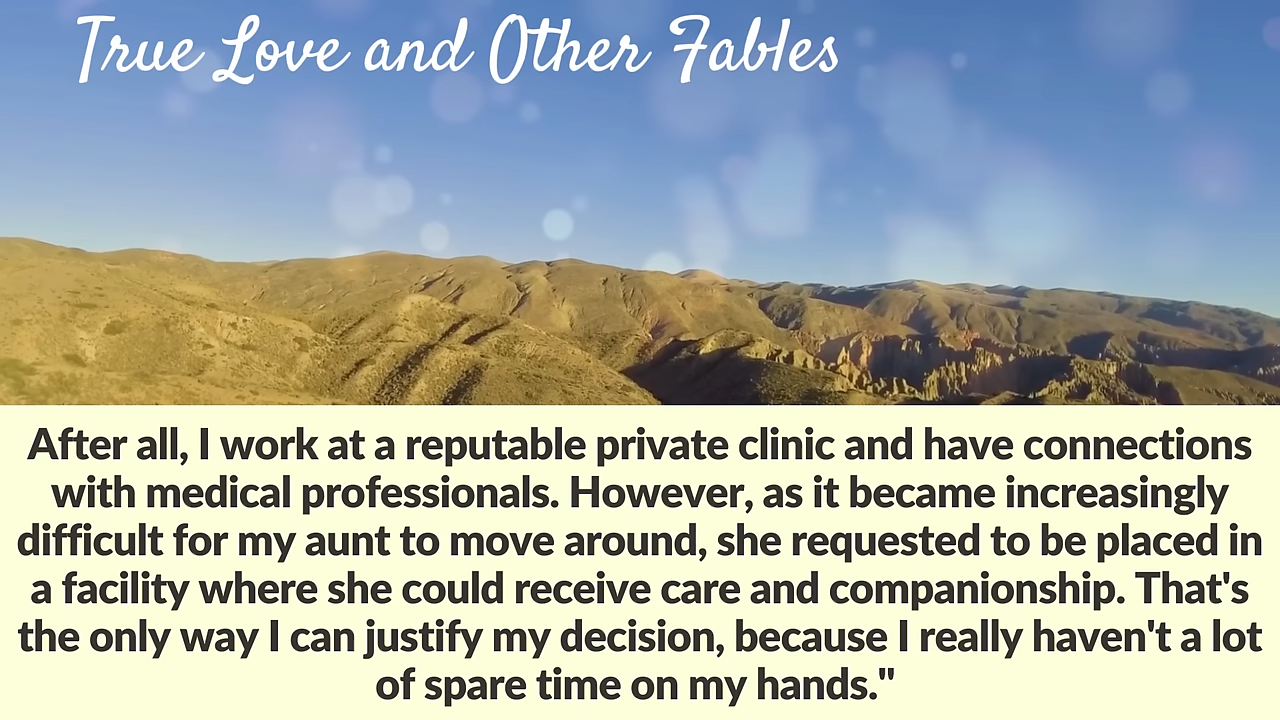 True Love and Other Fables
After all, I work at a reputable private clinic and have connections
with medical professionals. However, as it became increasingly
difficult for my aunt to move around, she requested to be placed in
a facility where she could receive care and companionship. That's
the only way I can justify my decision, because I really haven't a lot
of spare time on my hands."